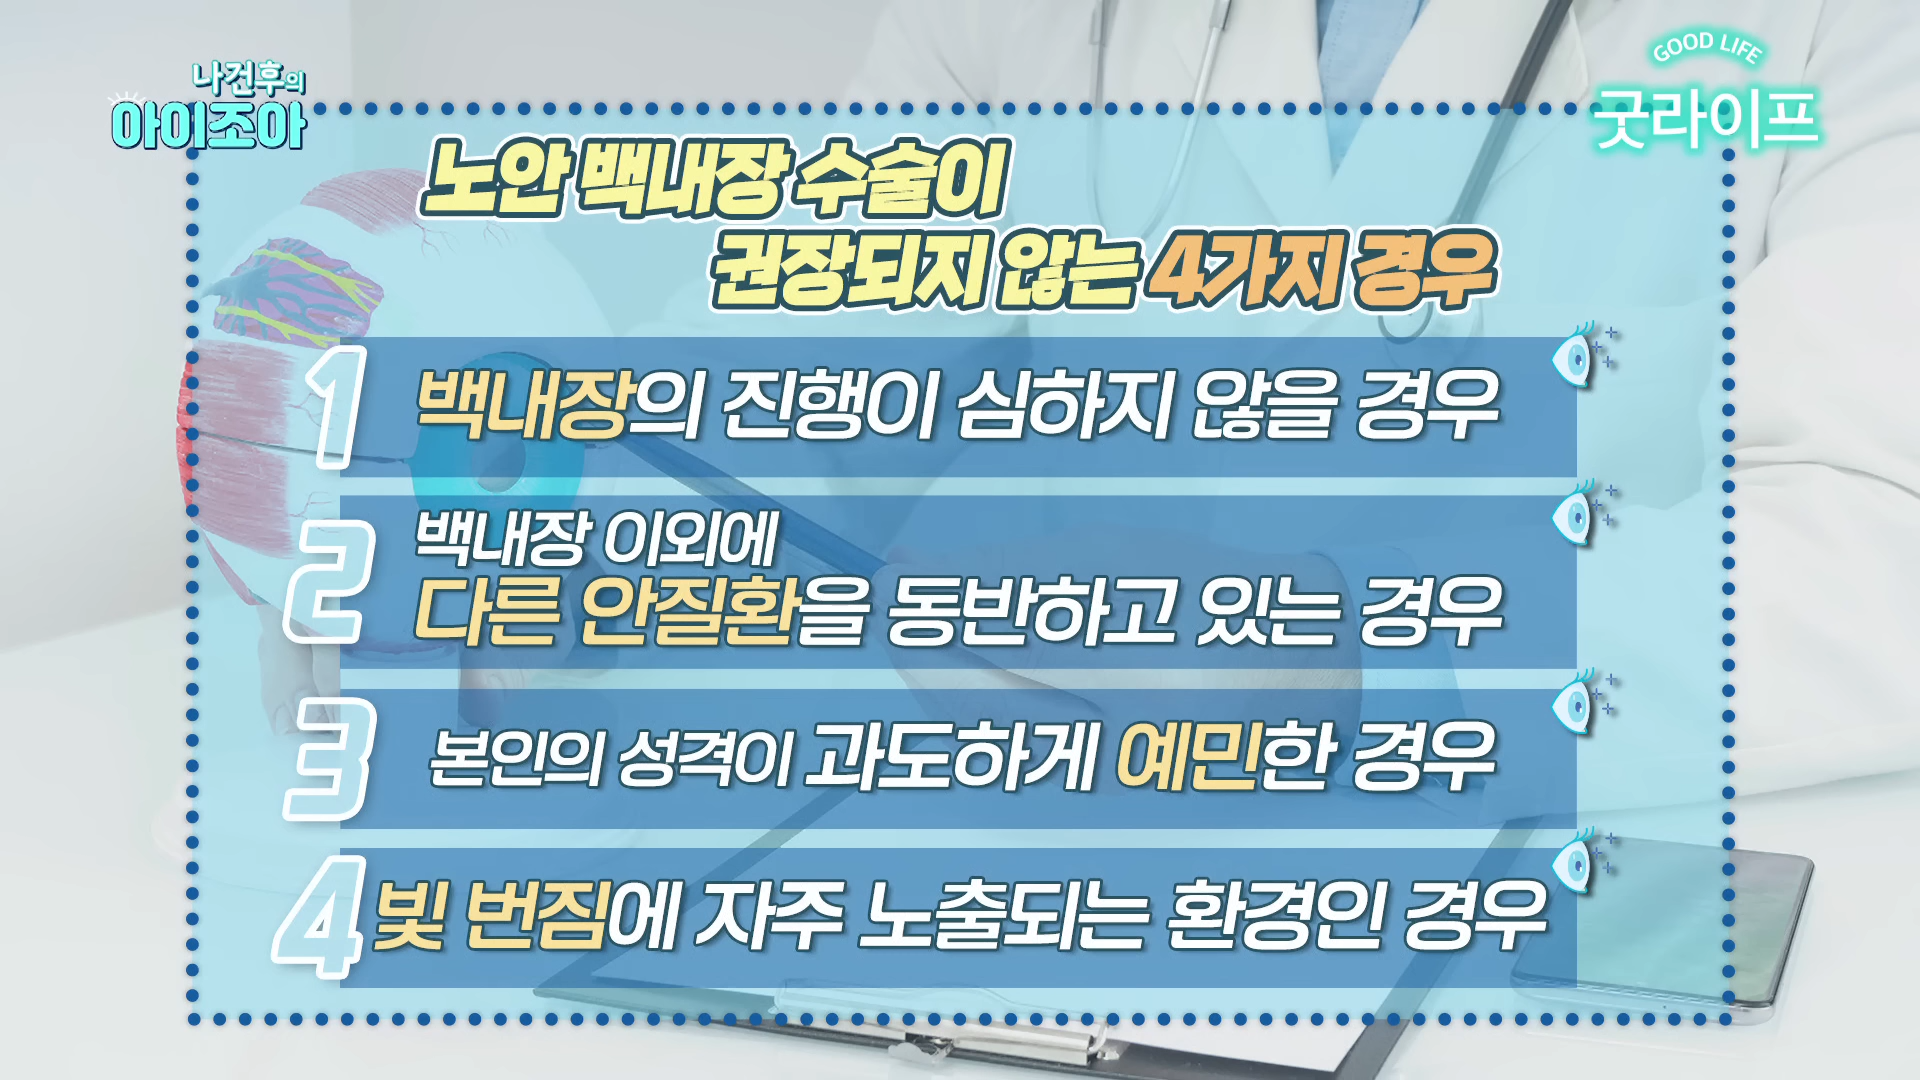 나건후의
아이조아
GOOD LIFE
굿라이프
노안 백내장 수술이
권장되지 않는 4가지 경우
1 백내장의 진행이 심하지 않을 경우
2 백내장 이외에
다른 안질환을 동반하고 있는 경우
3 본인의 성격이 과도하게 예민한 경우
4 빛 번짐에 자주 노출되는 환경인 경우